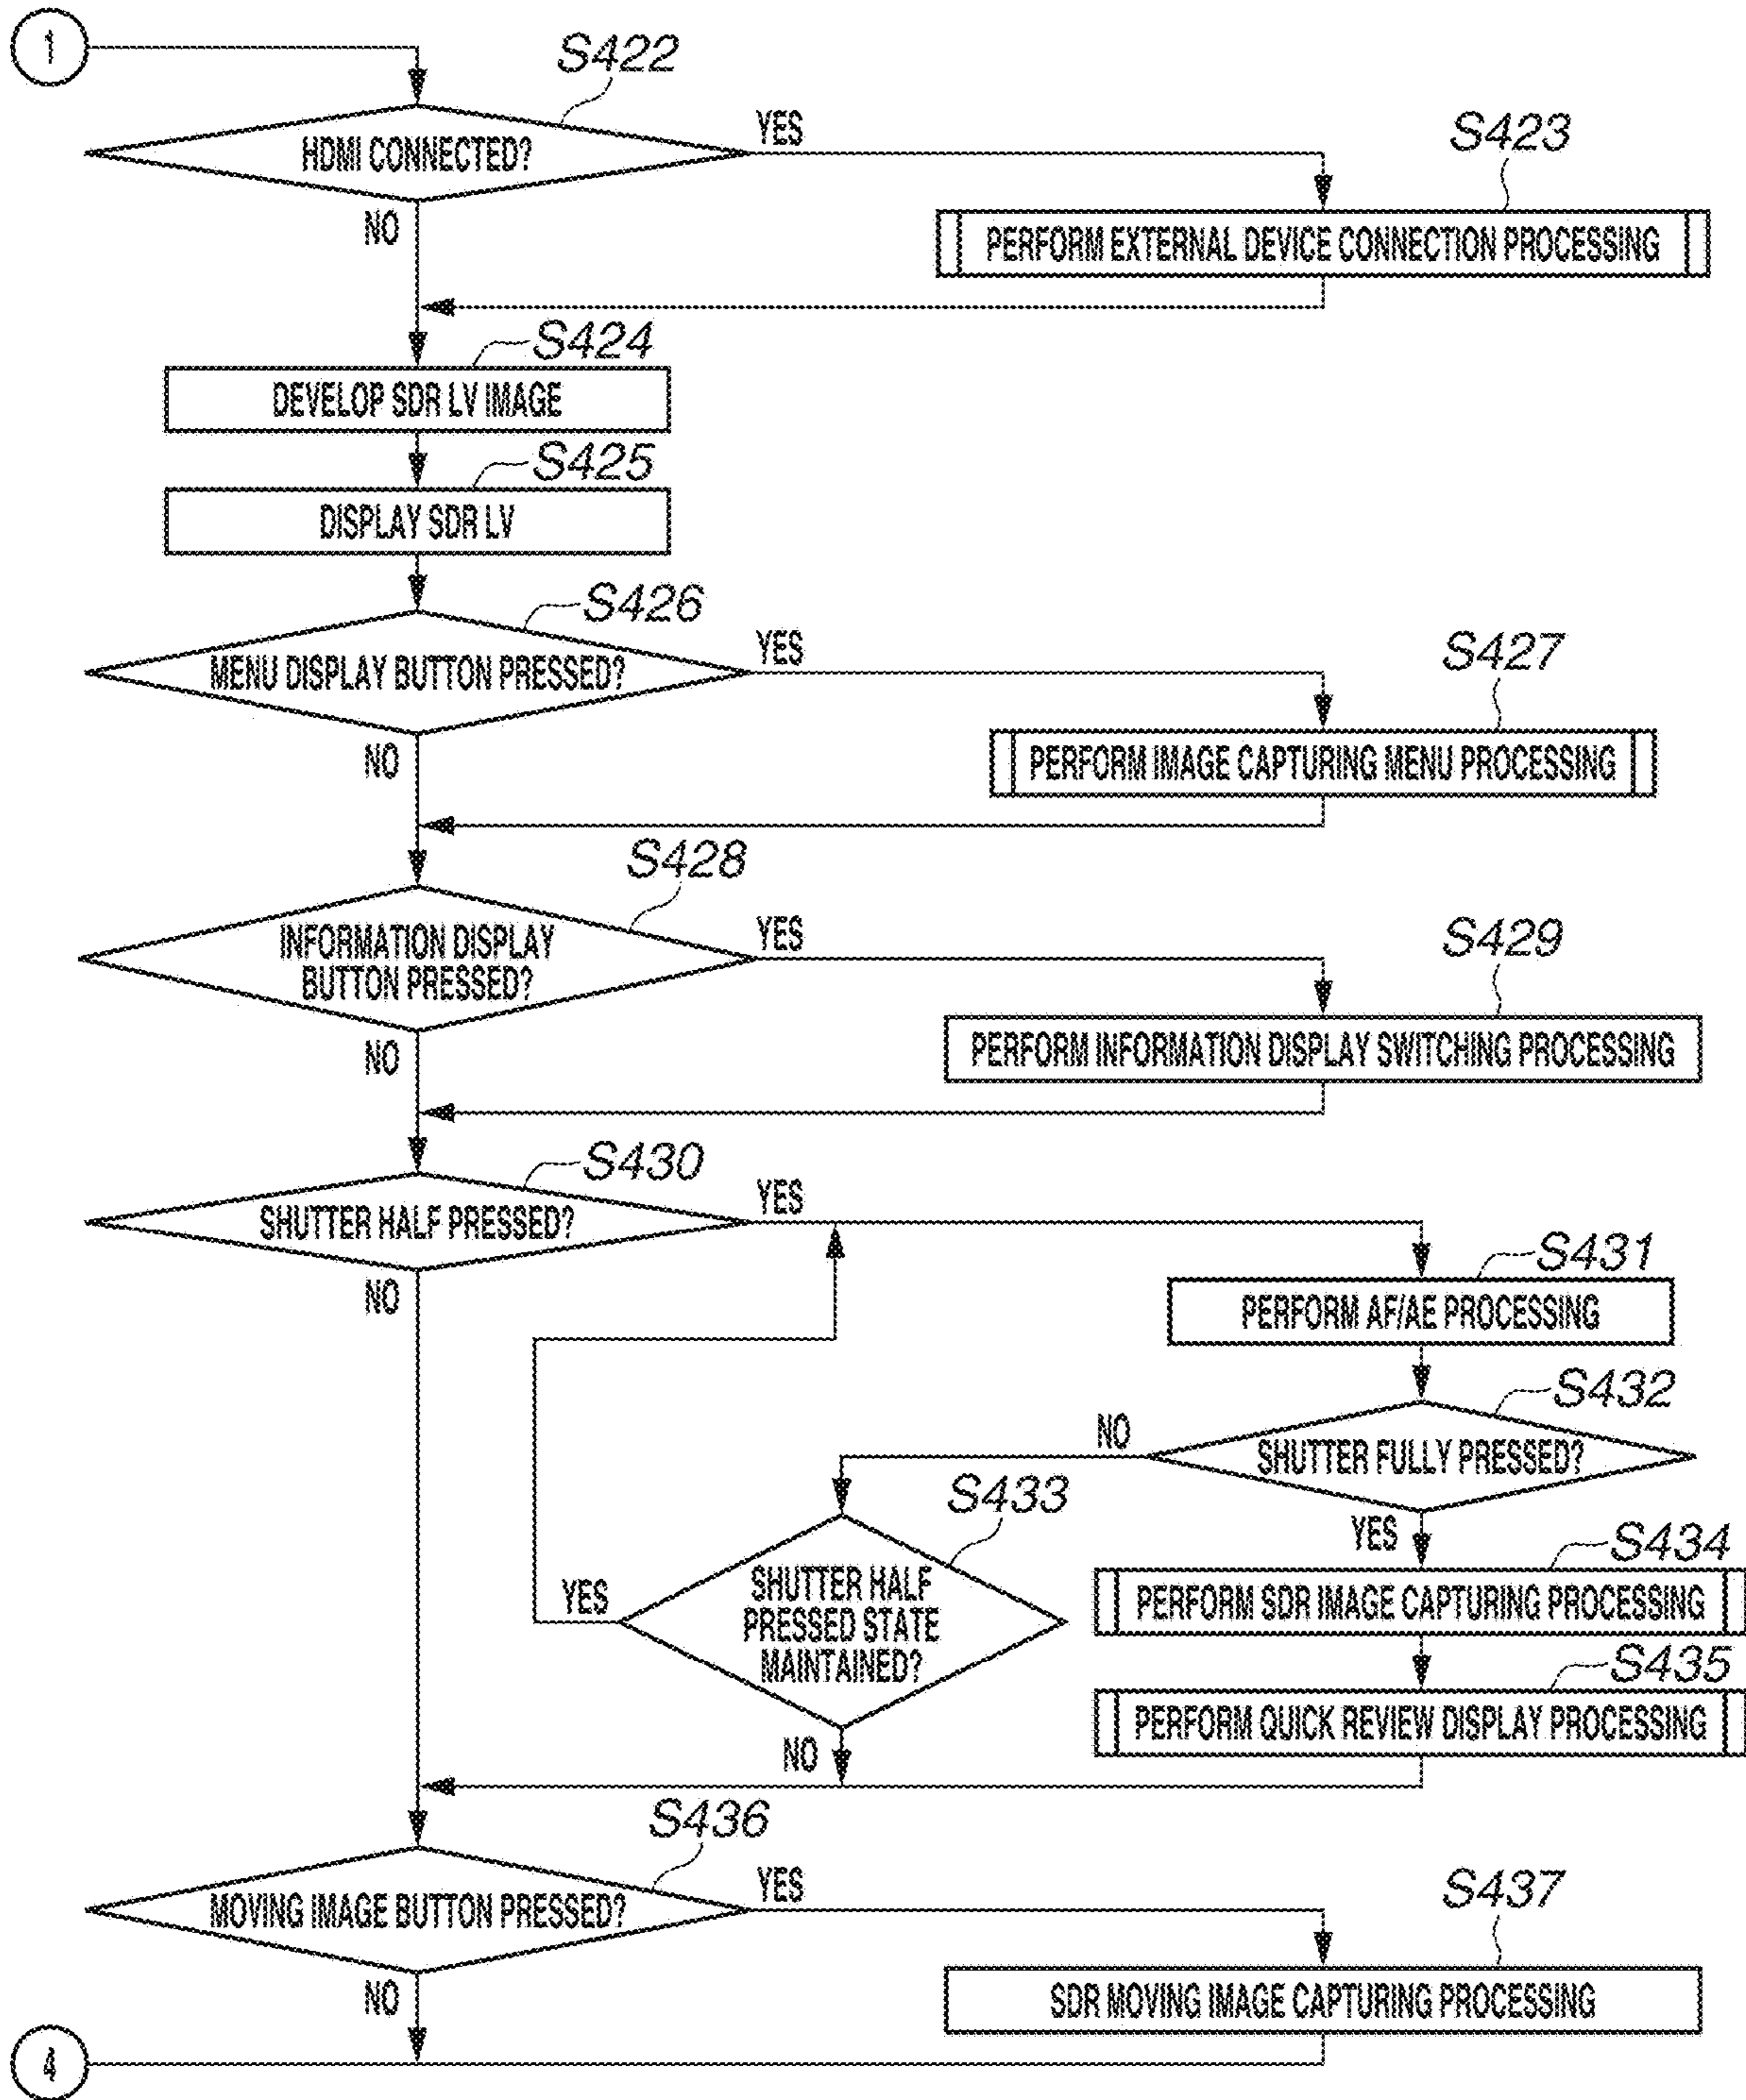 1
S422
HDMI CONNECTED?
YES
NO
S423
PERFORM EXTERNAL DEVICE CONNECTION PROCESSING
S424
DEVELOP SDR LV IMAGE
S425
DISPLAY SDR LV
S426
MENU DISPLAY BUTTON PRESSED?
YES
NO
S427
PERFORM IMAGE CAPTURING MENU PROCESSING
S428
INFORMATION DISPLAY
BUTTON PRESSED?
YES
NO
S429
PERFORM INFORMATION DISPLAY SWITCHING PROCESSING
S430
SHUTTER HALF PRESSED?
YES
NO
S431
PERFORM AF/AE PROCESSING
S432
SHUTTER FULLY PRESSED?
NO
YES
S433
SHUTTER HALF
PRESSED STATE
MAINTAINED?
YES
NO
S434
PERFORM SDR IMAGE CAPTURING PROCESSING
S435
PERFORM QUICK REVIEW DISPLAY PROCESSING
S436
MOVING IMAGE BUTTON PRESSED?
YES
NO
S437
SDR MOVING IMAGE CAPTURING PROCESSING
4